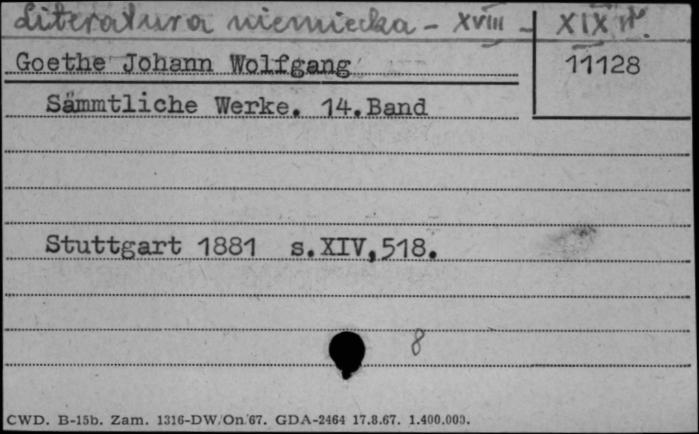 Literatura niemiecka - XVIII - XIX w.
Goethe Johann Wolfgang
11128
Sämmtliche Werke. 14.Band
Stuttgart 1881 s.XIV,518.
8
CWD. B-15b. Zam. 1316-DW/On/67. GDA-2464 17.8.67. 1.400.000.